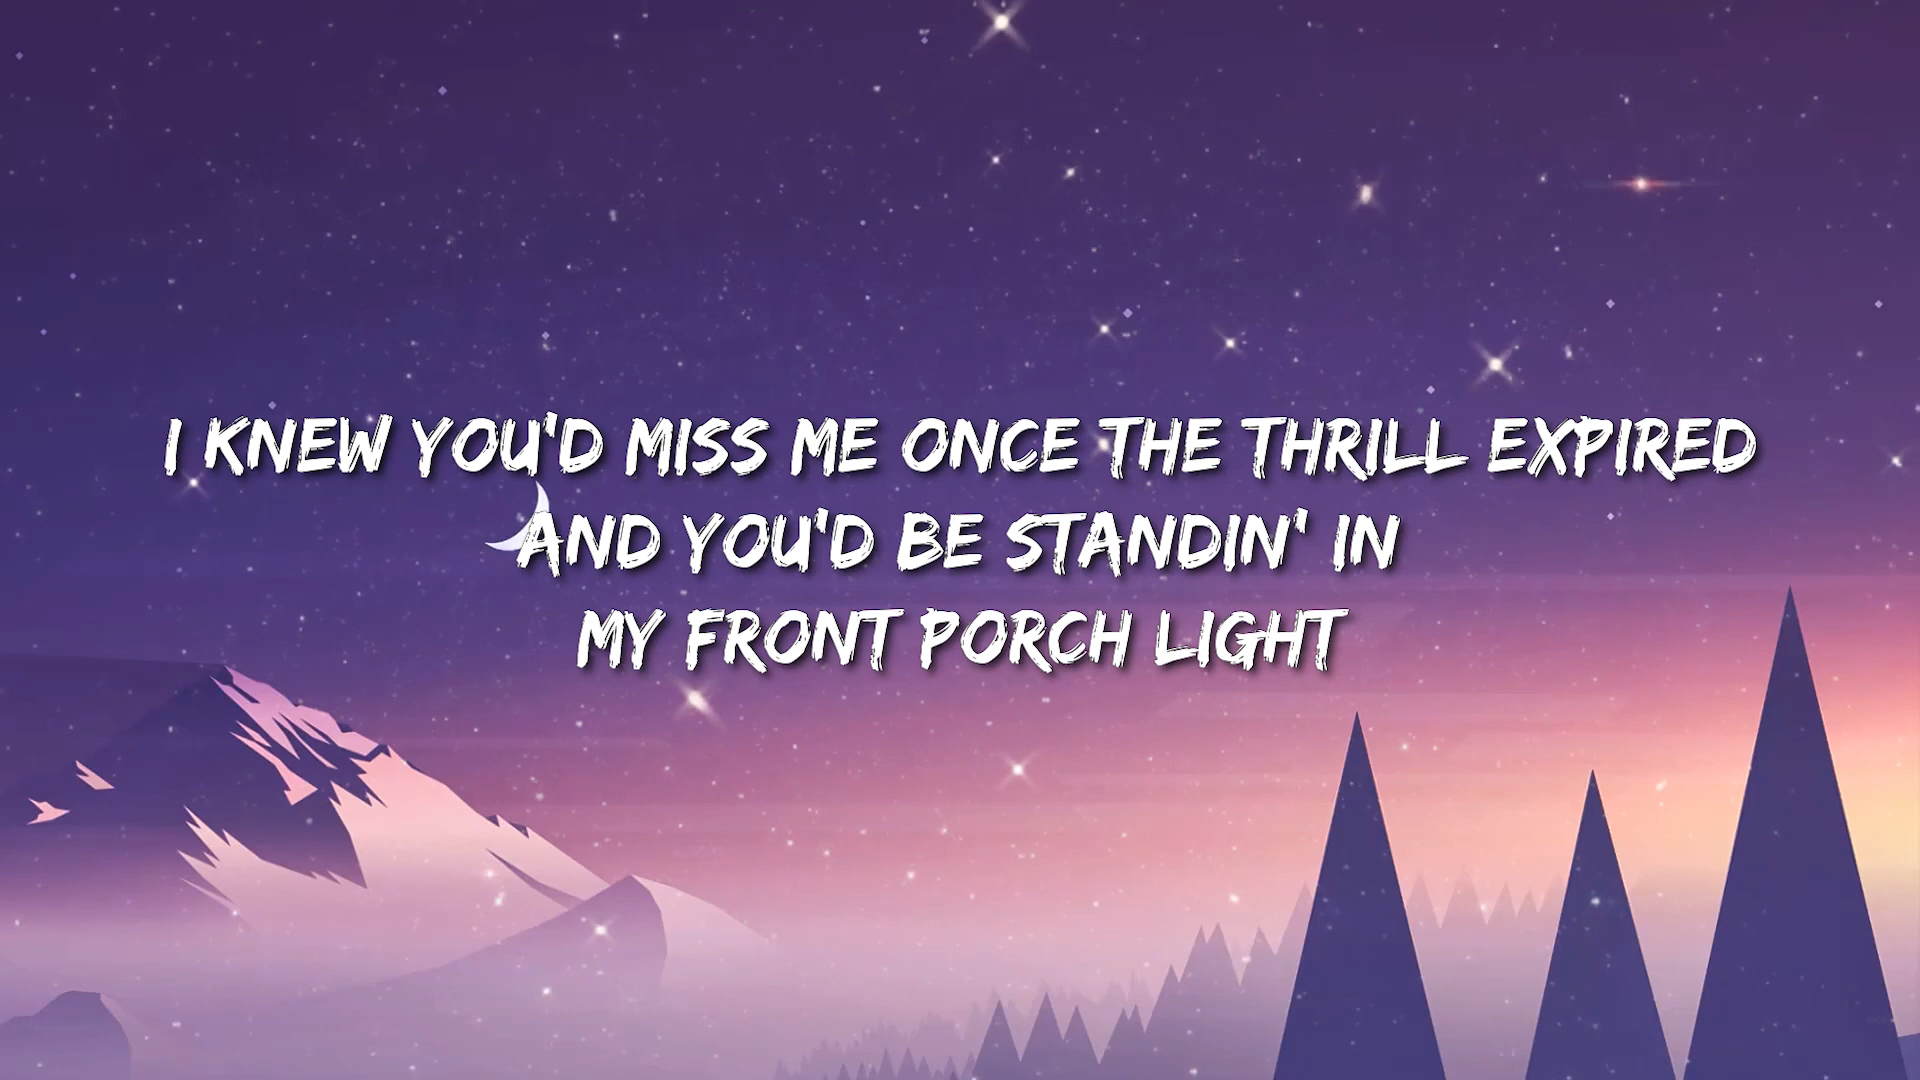 I KNEW YOU'D MISS ME ONCE THE THRILL EXPIRED
AND YOU'D BE STANDIN' IN
MY FRONT PORCH LIGHT